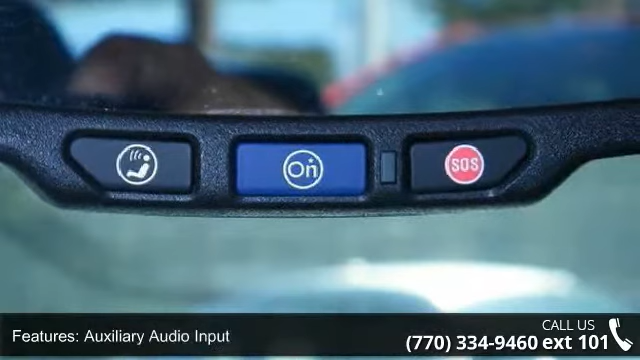 On
SOS
Features: Auxiliary Audio Input
CALL US
(770) 334-9460 ext 101